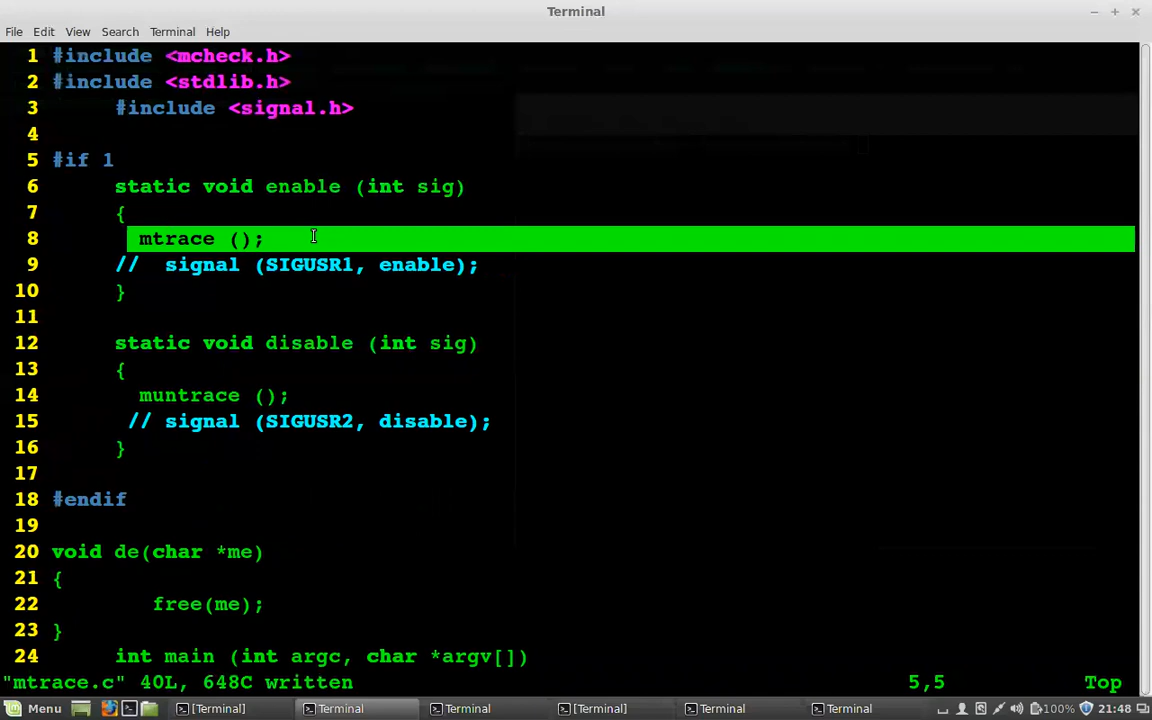 Terminal
File Edit View Search Terminal Help
1 #include <mcheck.h>
2 #include <stdlib.h>
3 #include <signal.h>
4
5 #if 1
6 static void enable (int sig)
7 {
8 mtrace ();
9 // signal (SIGUSR1, enable);
10 }
11
12 static void disable (int sig)
13 {
14 muntrace ();
15 // signal (SIGUSR2, disable);
16 }
17
18 #endif
19
20 void de(char *me)
21 {
22 free(me);
23 }
24 int main (int argc, char *argv[])
"mtrace.c" 40L, 648C written 5,5 Top
Menu [Terminal] Terminal Terminal [Terminal] Terminal Terminal 100% 21:48